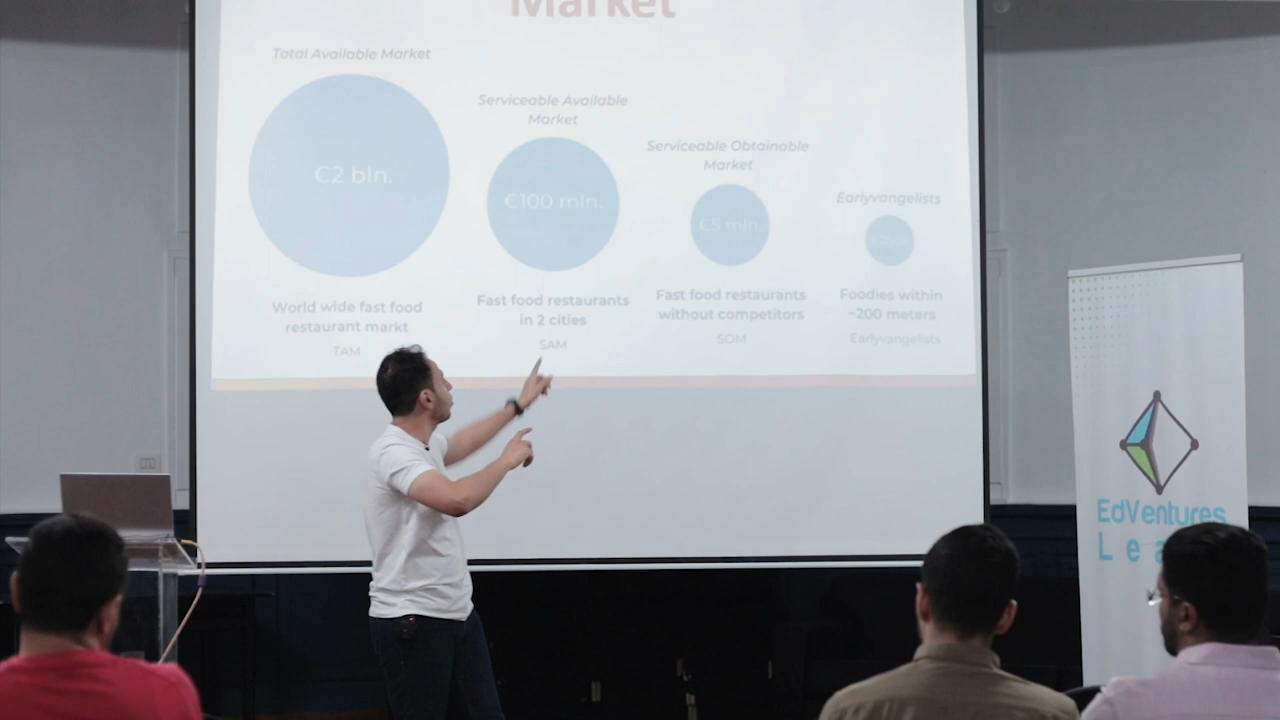 Market
Total Available Market
€2 bln.
World wide fast food
restaurant markt
TAM
Serviceable Available
Market
€100 mln.
Fast food restaurants
in 2 cities
SAM
Serviceable Obtainable
Market
€5 mln.
Fast food restaurants
without competitors
SOM
Earlyvangelists
Foodies within
~200 meters
Earlyvangelists
EdVentures